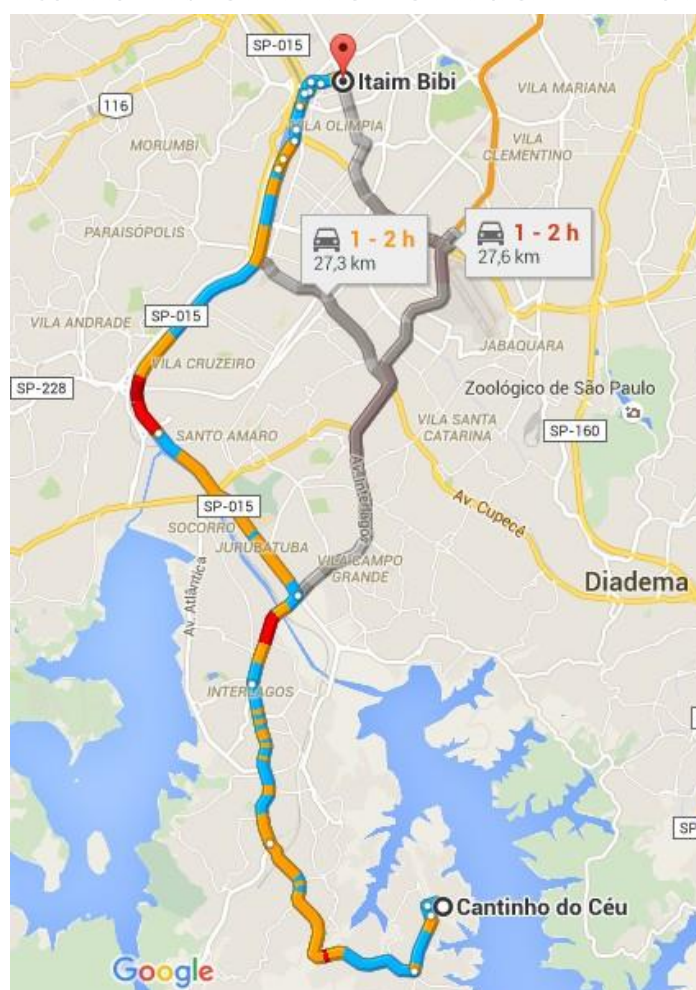 SP-015
Itaim Bibi
116
VILA MARIANA
VILA OLÍMPIA
VILA
CLEMENTINO
MORUMBI
1 - 2 h
27,3 km
1 - 2 h
27,6 km
PARAISÓPOLIS
SP-015
VILA ANDRADE
JABAQUARA
VILA CRUZEIRO
SP-228
Zoológico de São Paulo
VILA SANTA
CATARINA
SP-160
SANTO AMARO
SP-015
Av. Cupecê
SOCORRO
JURUBATUBA
VILA CAMPO
GRANDE
Diadema
Av. Atlântica
INTERLAGOS
SP
Cantinho do Céu
Google